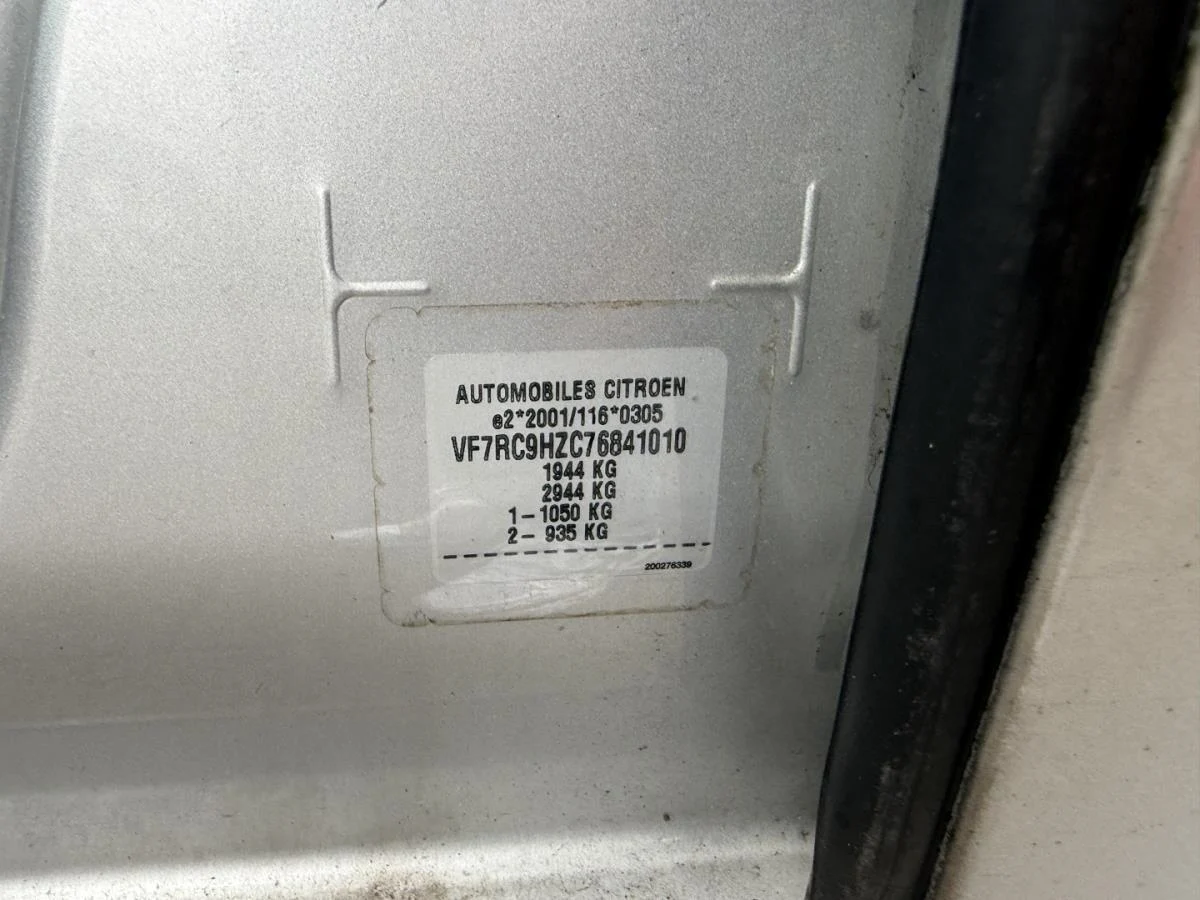 AUTOMOBILES CITROEN
e2*2001/116*0305
VF7RC9HZC76841010
1944 KG
2944 KG
1-1050 KG
2- 935 KG
200276339